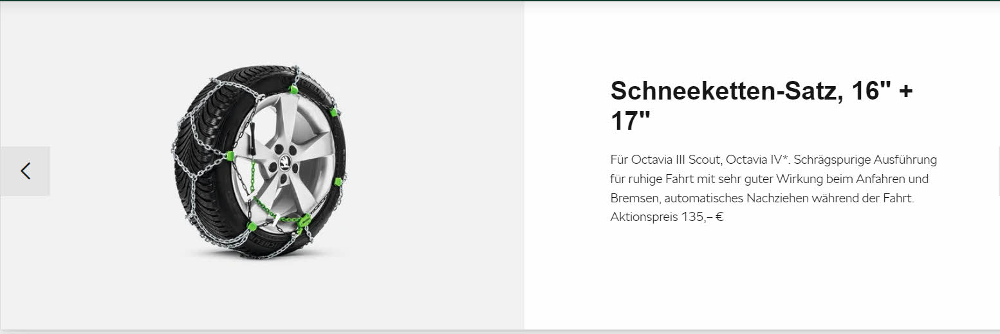 Schneeketten-Satz, 16" +
17"
Für Octavia III Scout, Octavia IV*. Schrägspurige Ausführung
für ruhige Fahrt mit sehr guter Wirkung beim Anfahren und
Bremsen, automatisches Nachziehen während der Fahrt.
Aktionspreis 135,– €